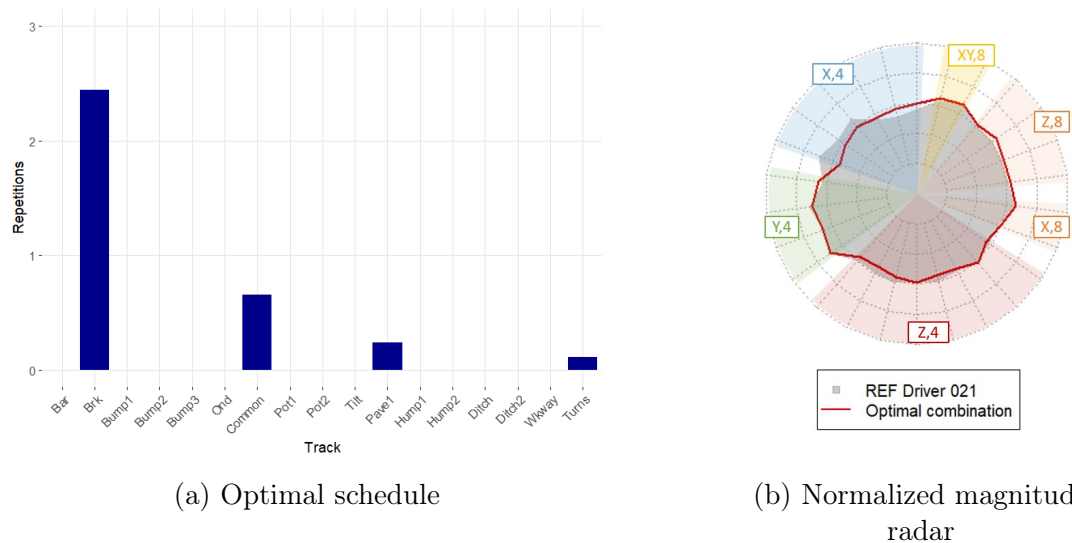 3
2
1
0
Repetitions
Bar
Brk
Bump1
Bump2
Bump3
Ond
Common
Pot1
Pot2
Tilt
Pave1
Hump1
Hump2
Ditch
Ditch2
Wkway
Turns
Track
(a) Optimal schedule
X,4
XY,8
Z,8
X,8
Y,4
Z,4
REF Driver 021
Optimal combination
(b) Normalized magnitud
radar